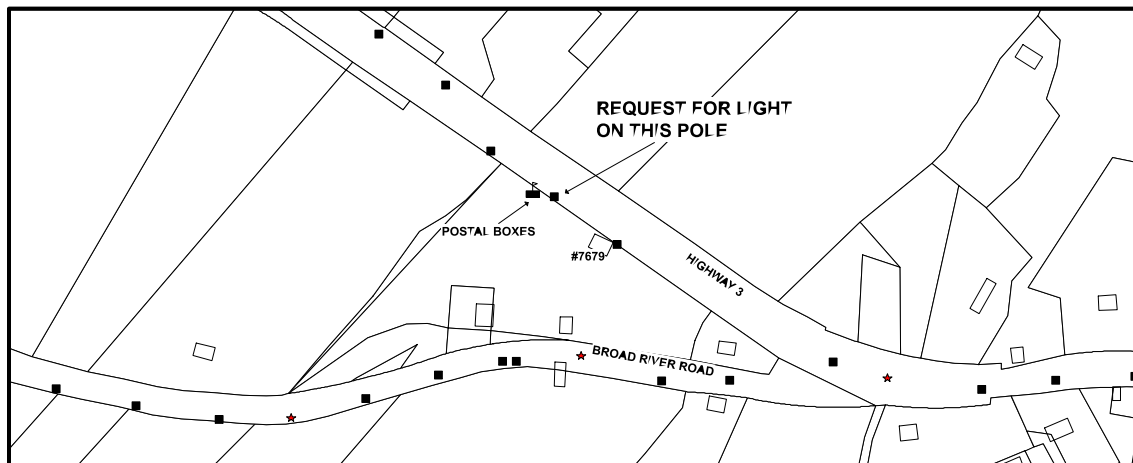 REQUEST FOR LIGHT
ON THIS POLE
POSTAL BOXES
#7679
HIGHWAY 3
BROAD RIVER ROAD